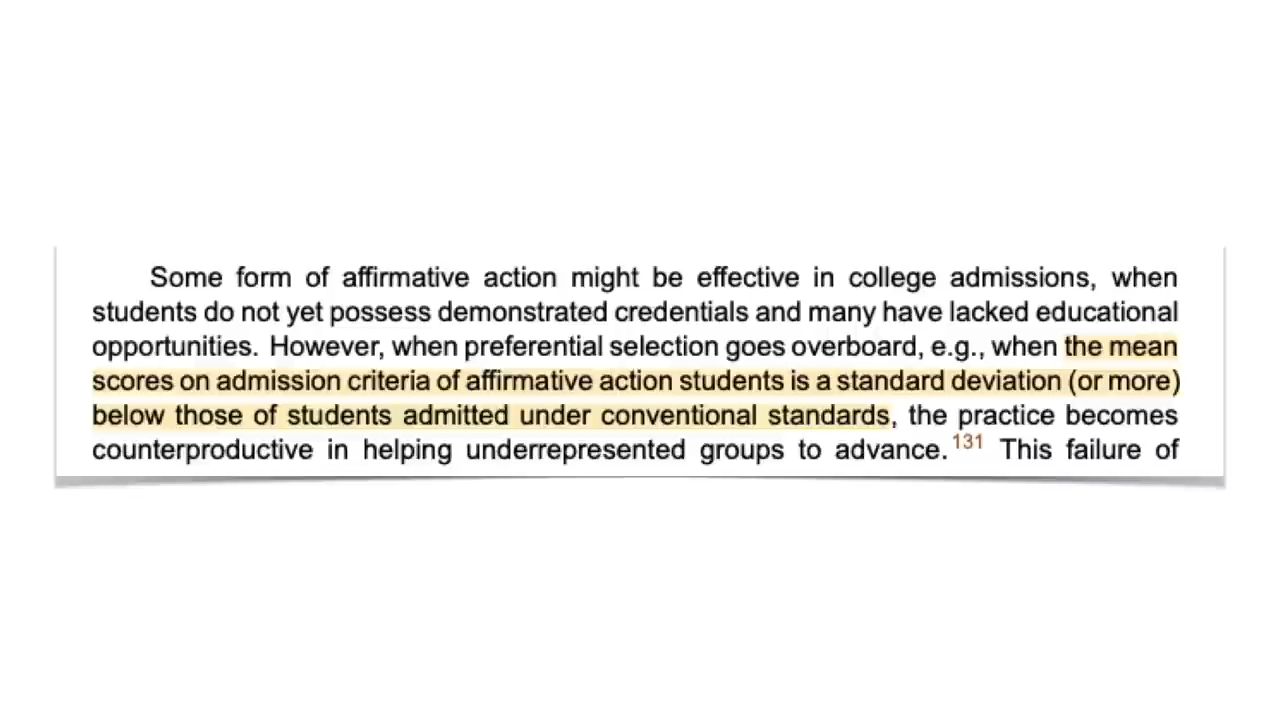 Some form of affirmative action might be effective in college admissions, when
students do not yet possess demonstrated credentials and many have lacked educational
opportunities. However, when preferential selection goes overboard, e.g., when the mean
scores on admission criteria of affirmative action students is a standard deviation (or more)
below those of students admitted under conventional standards, the practice becomes
counterproductive in helping underrepresented groups to advance.131 This failure of